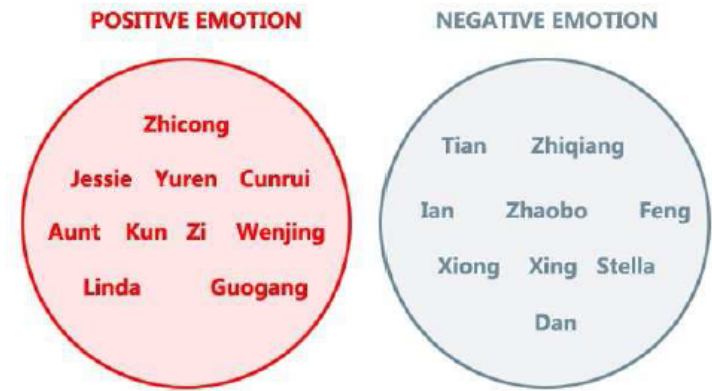 POSITIVE EMOTION
Zhicong
Jessie Yuren Cunrui
Aunt Kun Zi Wenjing
Linda Guogang
NEGATIVE EMOTION
Tian Zhiqiang
Ian Zhaobo Feng
Xiong Xing Stella
Dan